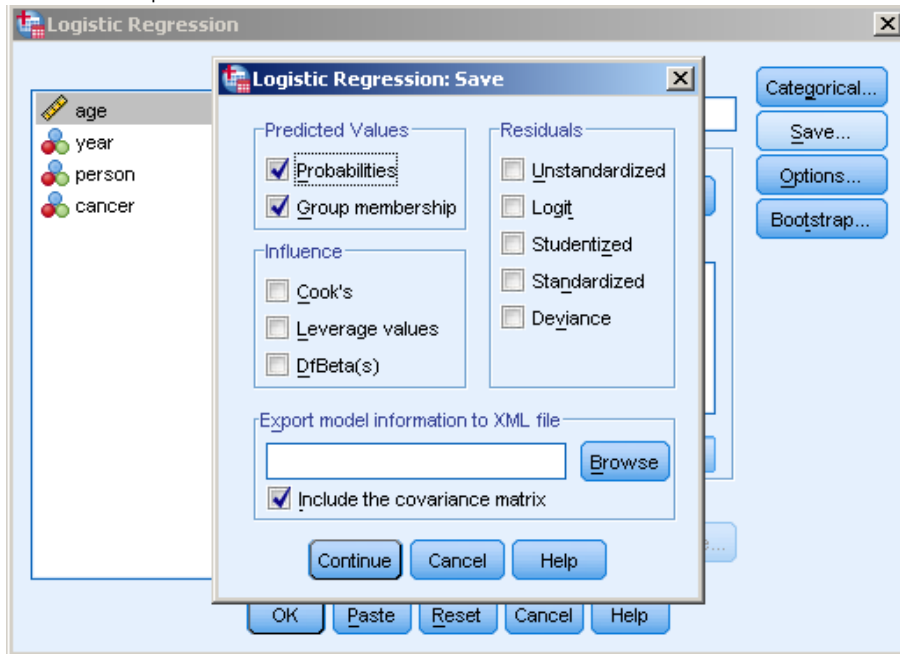 Logistic Regression
Logistic Regression: Save
age
year
person
cancer
Categorical...
Save...
Options...
Bootstrap...
Predicted Values
Probabilities
Group membership
Influence
Cook's
Leverage values
DfBeta(s)
Residuals
Unstandardized
Logit
Studentized
Standardized
Deviance
Export model information to XML file
Browse
Include the covariance matrix
Continue Cancel Help
OK Paste Reset Cancel Help